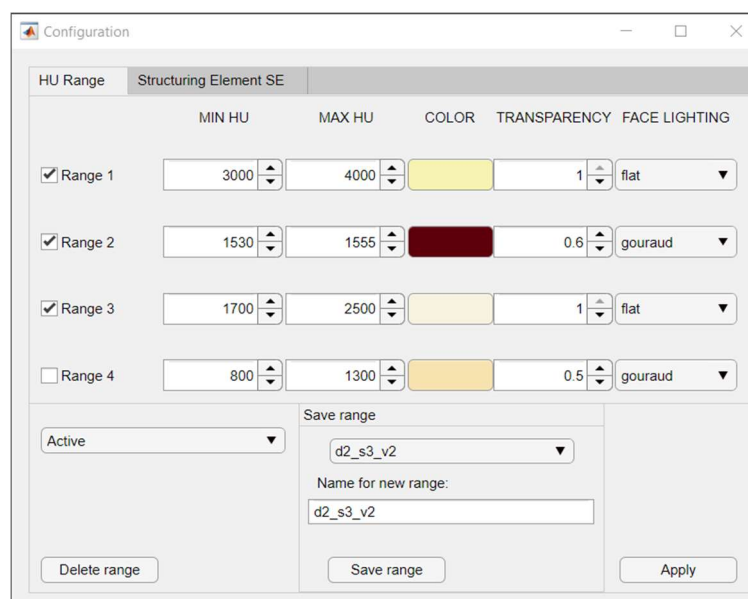 Configuration
HU Range Structuring Element SE
MIN HU MAX HU COLOR TRANSPARENCY FACE LIGHTING
Range 1 3000 4000 1 flat
Range 2 1530 1555 0.6 gouraud
Range 3 1700 2500 1 flat
Range 4 800 1300 0.5 gouraud
Save range
Active d2_s3_v2
Name for new range:
d2_s3_v2
Delete range Save range Apply